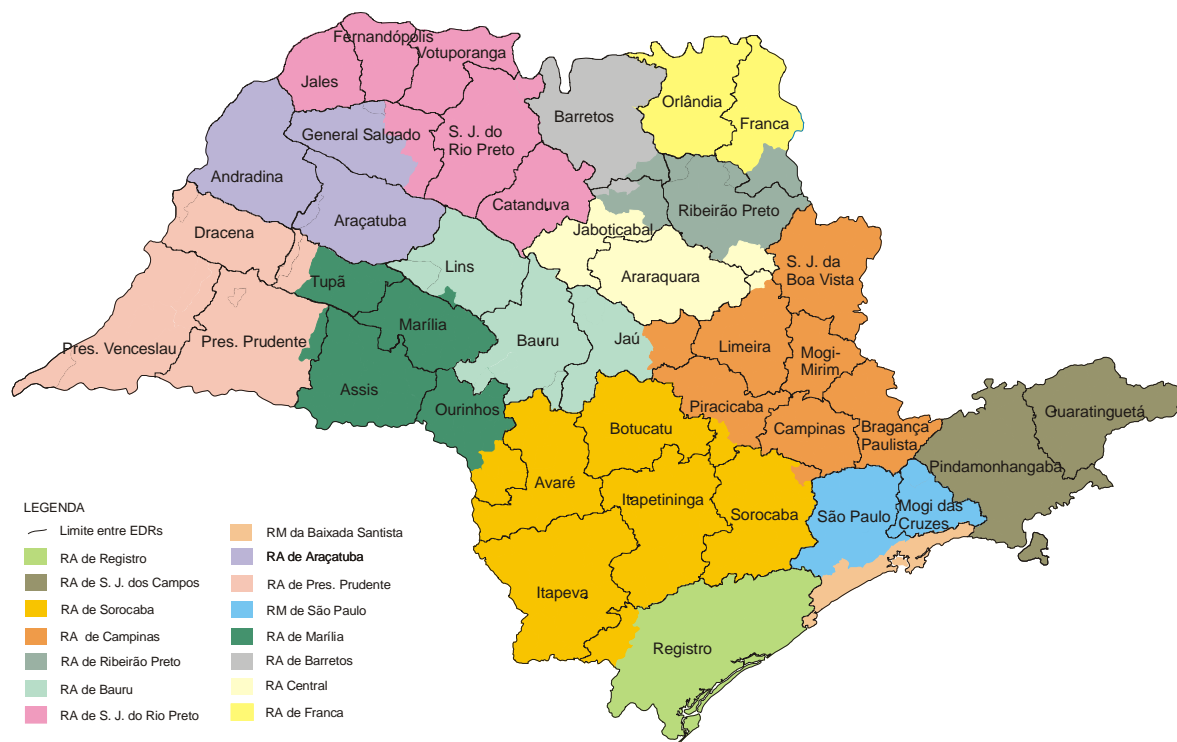 Fernandópolis
Votuporanga
Jales
Orlândia
Barretos
Franca
General Salgado
S. J. do
Rio Preto
Andradina
Catanduva
Ribeirão Preto
Araçatuba
Dracena
Jaboticabal
Lins
Araraquara
S. J. da
Boa Vista
Tupã
Marília
Bauru
Jaú
Limeira
Mogi-
Mirim
Pres. Venceslau
Pres. Prudente
Assis
Ourinhos
Piracicaba
Botucatu
Campinas
Bragança
Paulista
Guaratinguetá
Pindamonhangaba
Avaré
Itapetininga
Sorocaba
São Paulo
Mogi das
Cruzes
Itapeva
Registro
LEGENDA
Limite entre EDRs
RA de Registro
RA de S. J. dos Campos
RA de Sorocaba
RA de Campinas
RA de Ribeirão Preto
RA de Bauru
RA de S. J. do Rio Preto
RM da Baixada Santista
RA de Araçatuba
RA de Pres. Prudente
RM de São Paulo
RA de Marília
RA de Barretos
RA Central
RA de Franca